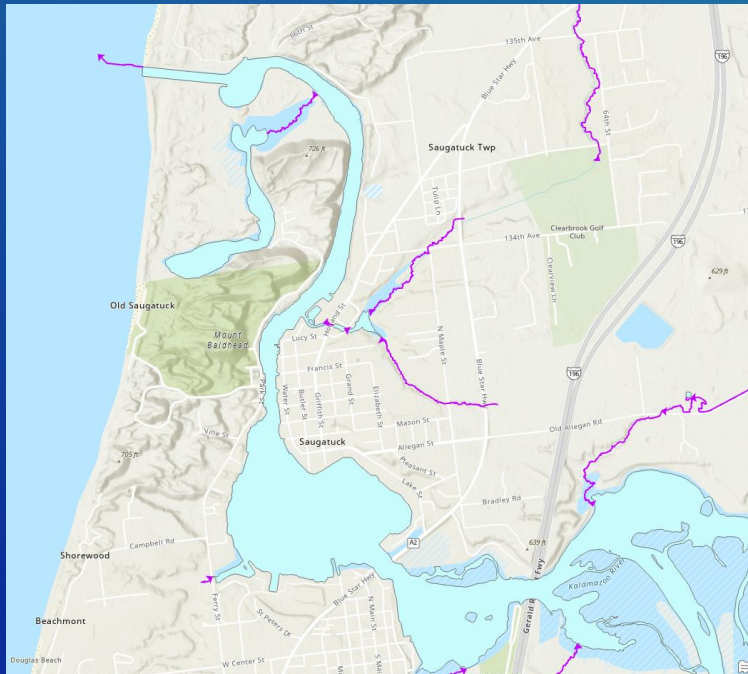 66th St
135th Ave
196
Blue Star Hwy
64th St
726 ft
Saugatuck Twp
Tulip Ln
Clearbrook Golf
Club
134th Ave
196
Clearview Ln
629 ft
Old Saugatuck
Mount
Baldhead
Holland St
Lucy St
N Maple St
Blue Star Hwy
196
Francis St
Park St
Water St
Butler St
Griffith St
Grand St
Elizabeth St
Mason St
Old Allegan Rd
Vine St
Saugatuck
Allegan St
705 ft
Pleasant St
Lake St
Bradley Rd
A2
639 ft
Campbell Rd
Shorewood
Kalamazoo River
Blue Star Hwy
Ferry St
St Peters Dr
N Main St
Beachmont
W Center St
S Ma
Douglas Beach